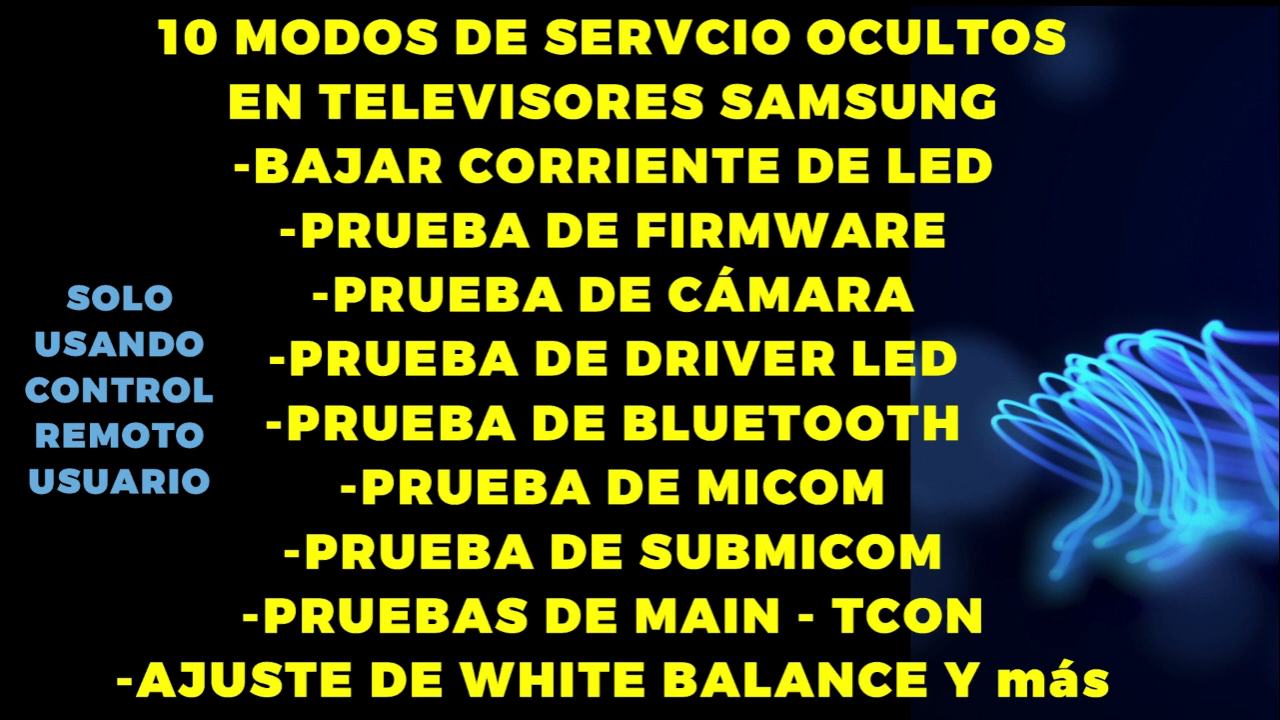 10 MODOS DE SERVCIO OCULTOS
EN TELEVISORES SAMSUNG
-BAJAR CORRIENTE DE LED
-PRUEBA DE FIRMWARE
-PRUEBA DE CÁMARA
-PRUEBA DE DRIVER LED
-PRUEBA DE BLUETOOTH
-PRUEBA DE MICOM
-PRUEBA DE SUBMICOM
-PRUEBAS DE MAIN - TCON
-AJUSTE DE WHITE BALANCE Y más
SOLO
USANDO
CONTROL
REMOTO
USUARIO